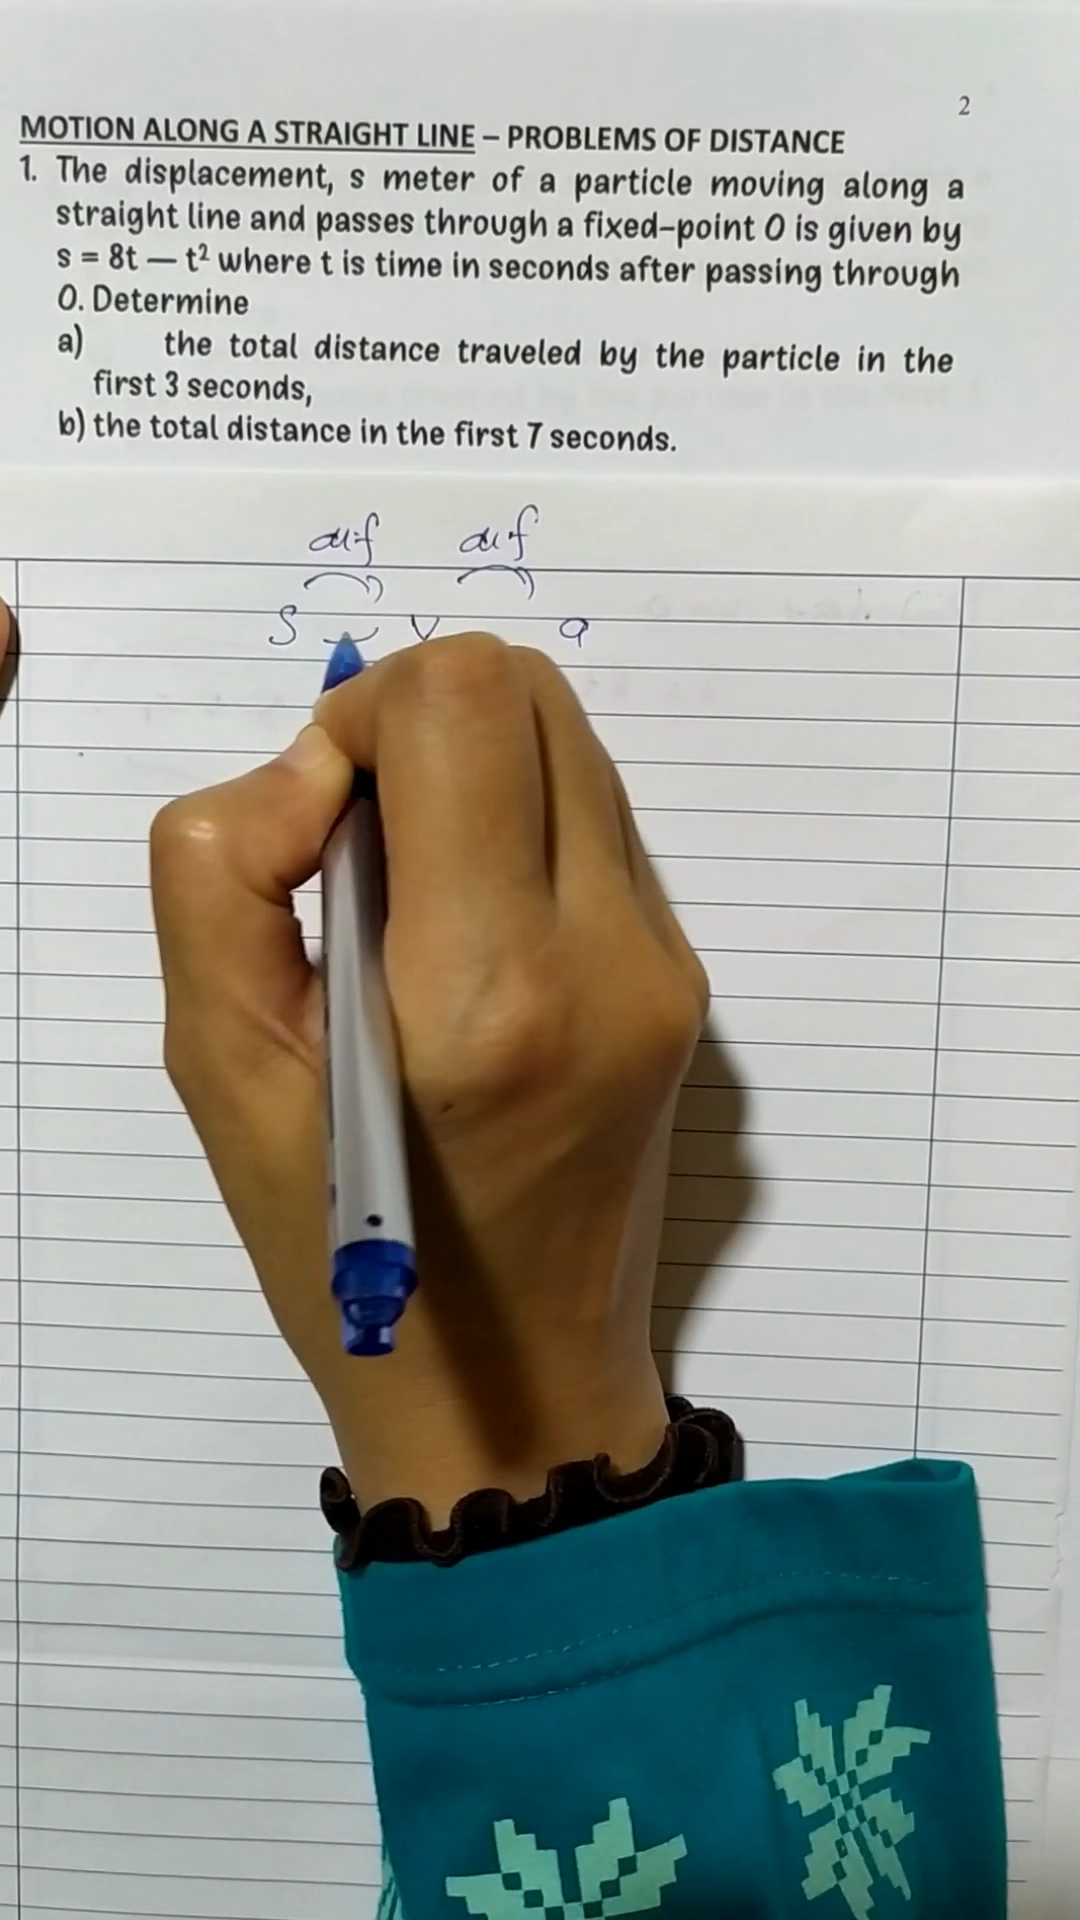 2
MOTION ALONG A STRAIGHT LINE – PROBLEMS OF DISTANCE
1. The displacement, s meter of a particle moving along a
straight line and passes through a fixed-point O is given by
s = 8t — t² where t is time in seconds after passing through
O. Determine
a) the total distance traveled by the particle in the
first 3 seconds,
b) the total distance in the first 7 seconds.
dif dif
S V a